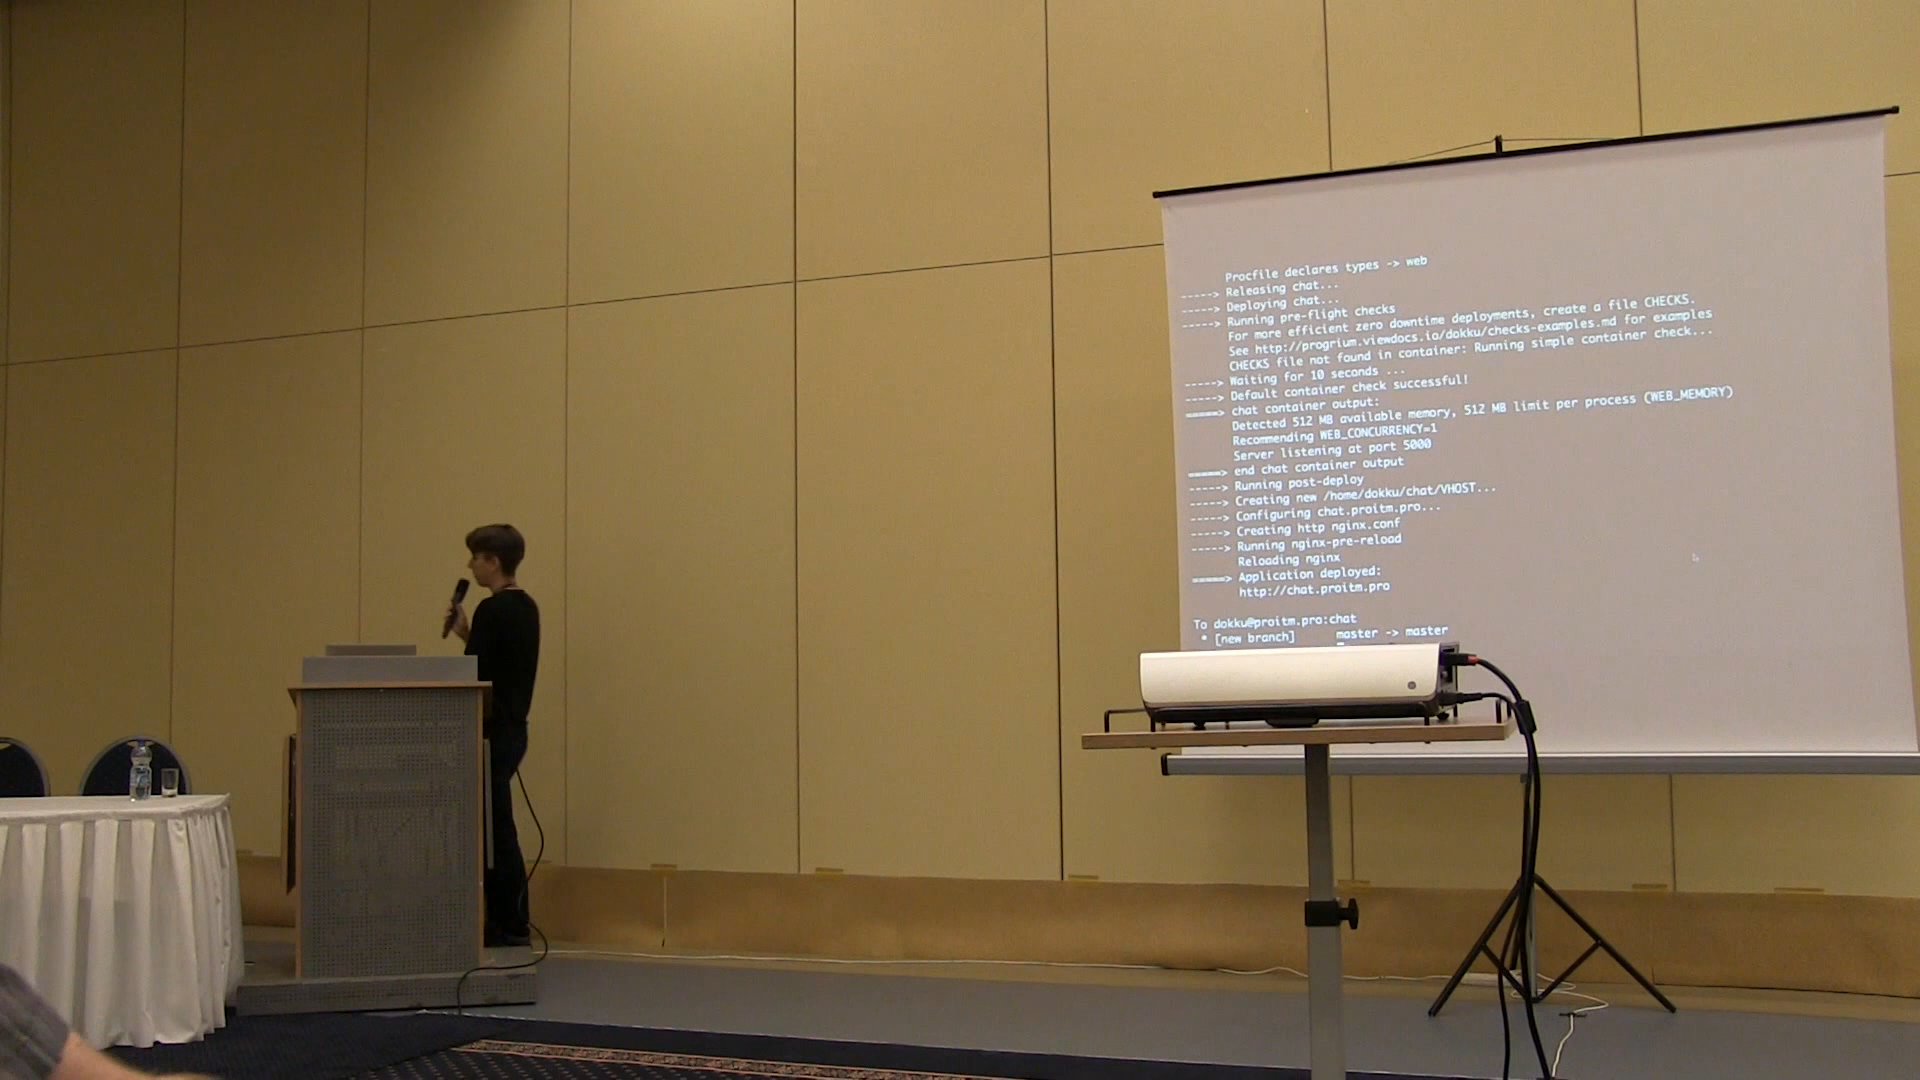 Procfile declares types -> web
-----> Releasing chat...
-----> Deploying chat...
-----> Running pre-flight checks
For more efficient zero downtime deployments, create a file CHECKS.
See http://progrium.viewdocs.io/dokku/checks-examples.md for examples
CHECKS file not found in container: Running simple container check...
-----> Waiting for 10 seconds ...
-----> Default container check successful!
=====> chat container output:
Detected 512 MB available memory, 512 MB limit per process (WEB_MEMORY)
Recommending WEB_CONCURRENCY=1
Server listening at port 5000
=====> end chat container output
-----> Running post-deploy
-----> Creating new /home/dokku/chat/VHOST...
-----> Configuring chat.proitm.pro...
-----> Creating http nginx.conf
-----> Running nginx-pre-reload
Reloading nginx
=====> Application deployed:
http://chat.proitm.pro
To dokku@proitm.pro:chat
* [new branch] master -> master